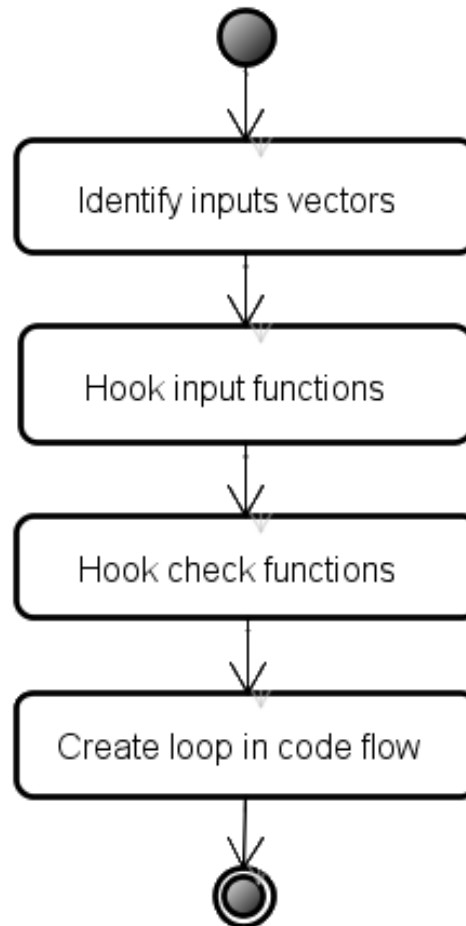 Identify inputs vectors
Hook input functions
Hook check functions
Create loop in code flow